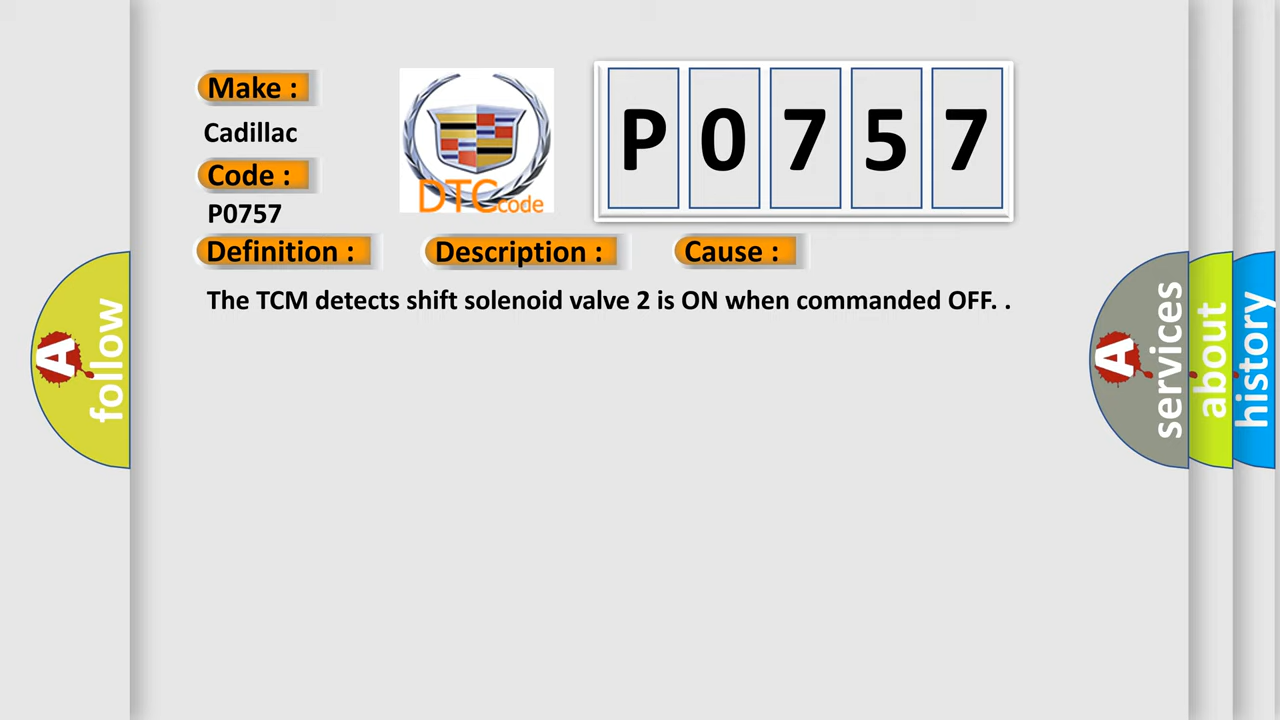 Make :
Cadillac
Code :
P0757
DTCcode
P0757
Definition :
Description :
Cause :
The TCM detects shift solenoid valve 2 is ON when commanded OFF. .
A
follow
A
services
about
history